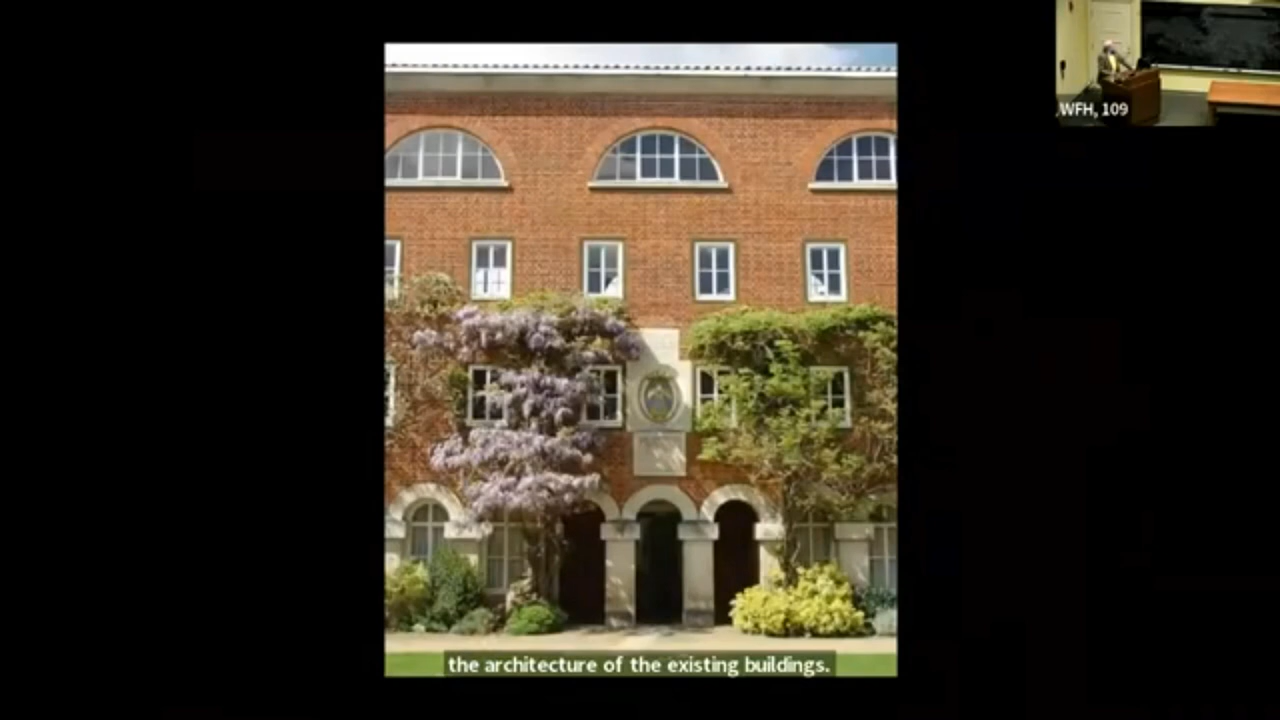 WFH, 109
the architecture of the existing buildings.